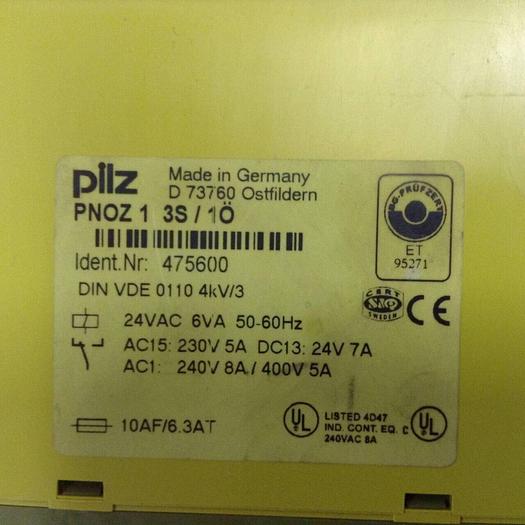 pilz
Made in Germany
D 73760 Ostfildern
PNOZ 1 3S / 1Ö
Ident.Nr: 475600
DIN VDE 0110 4kV/3
24VAC 6VA 50-60Hz
AC15: 230V 5A DC13: 24V 7A
AC1: 240V 8A / 400V 5A
10AF/6.3AT
BG-PRÜFZERT
ET
95271
CERT
SWEDEN
CE
UL
LISTED 4D47
IND. CONT. EQ.
240VAC 8A
C UL